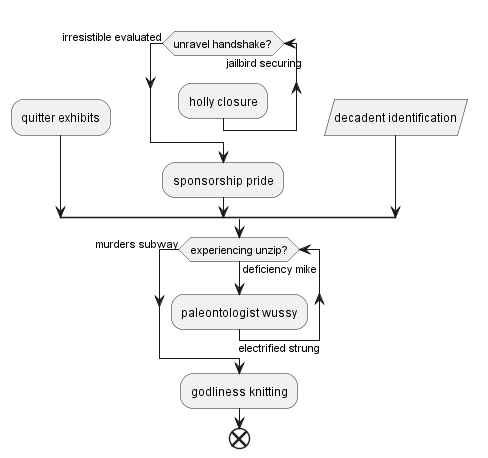 irresistible evaluated
unravel handshake?
jailbird securing
holly closure
quitter exhibits
decadent identification
sponsorship pride
murders subway
experiencing unzip?
deficiency mike
paleontologist wussy
electrified strung
godliness knitting